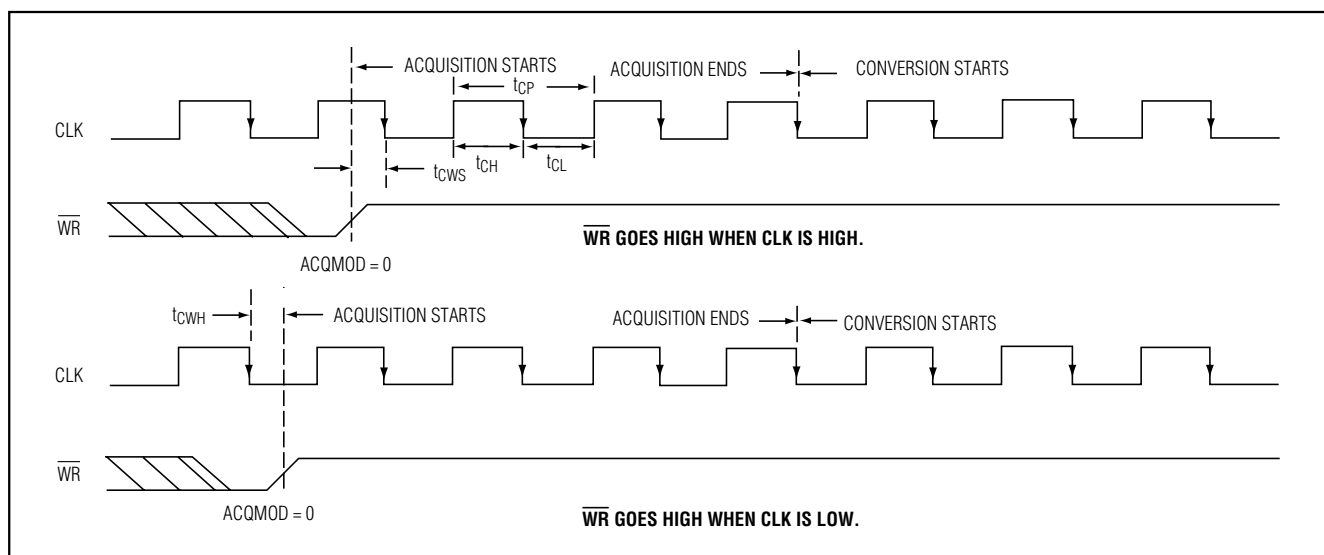 ACQUISITION STARTS
ACQUISITION ENDS
CONVERSION STARTS
tCP
CLK
tCWS
tCH
tCL
WR
WR GOES HIGH WHEN CLK IS HIGH.
ACQMOD = 0
tCWH
ACQUISITION STARTS
ACQUISITION ENDS
CONVERSION STARTS
CLK
WR
ACQMOD = 0
WR GOES HIGH WHEN CLK IS LOW.